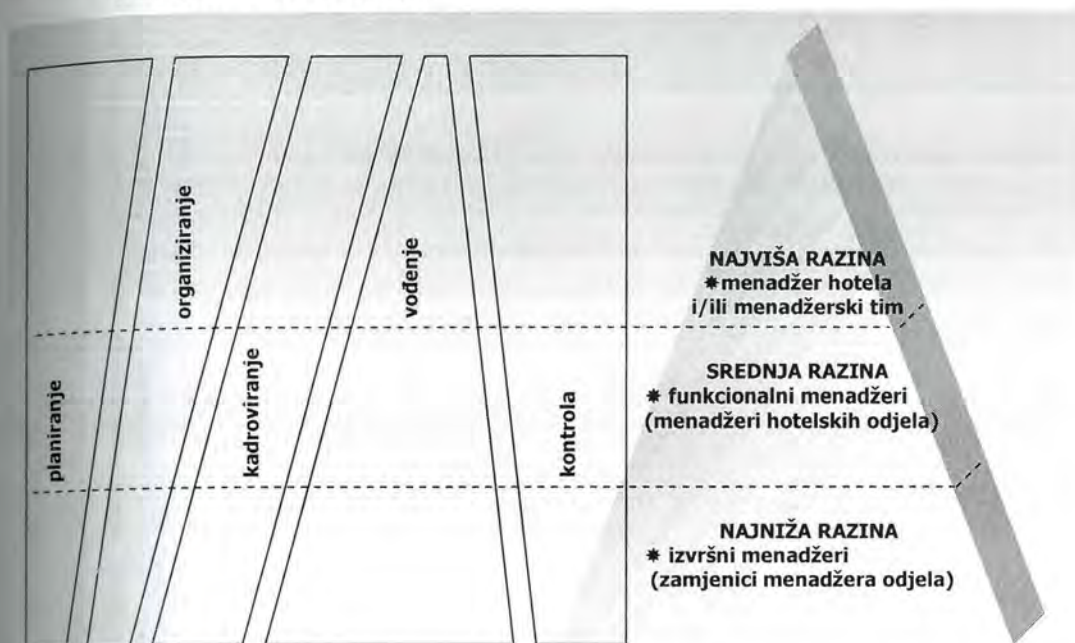 planiranje
organiziranje
kadroviranje
vođenje
kontrola
NAJVIŠA RAZINA
✷menadžer hotela
i/ili menadžerski tim
SREDNJA RAZINA
✷ funkcionalni menadžeri
(menadžeri hotelskih odjela)
NAJNIŽA RAZINA
✷ izvršni menadžeri
(zamjenici menadžera odjela)